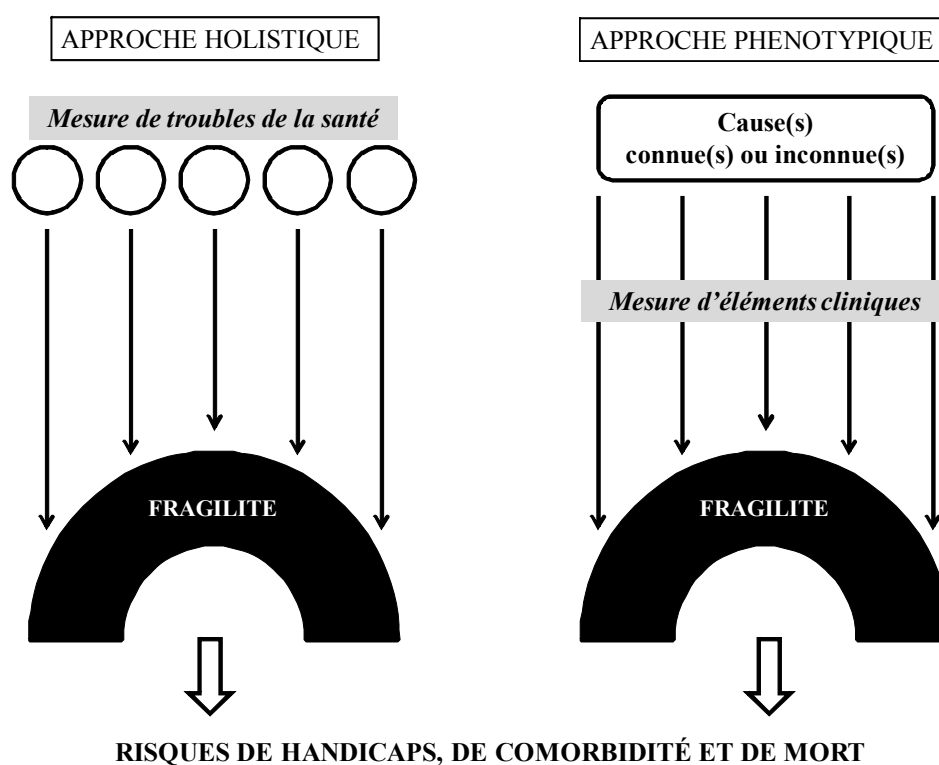 APPROCHE HOLISTIQUE
Mesure de troubles de la santé
FRAGILITE
APPROCHE PHENOTYPIQUE
Cause(s)
connue(s) ou inconnue(s)
Mesure d'éléments cliniques
FRAGILITE
RISQUES DE HANDICAPS, DE COMORBIDITÉ ET DE MORT